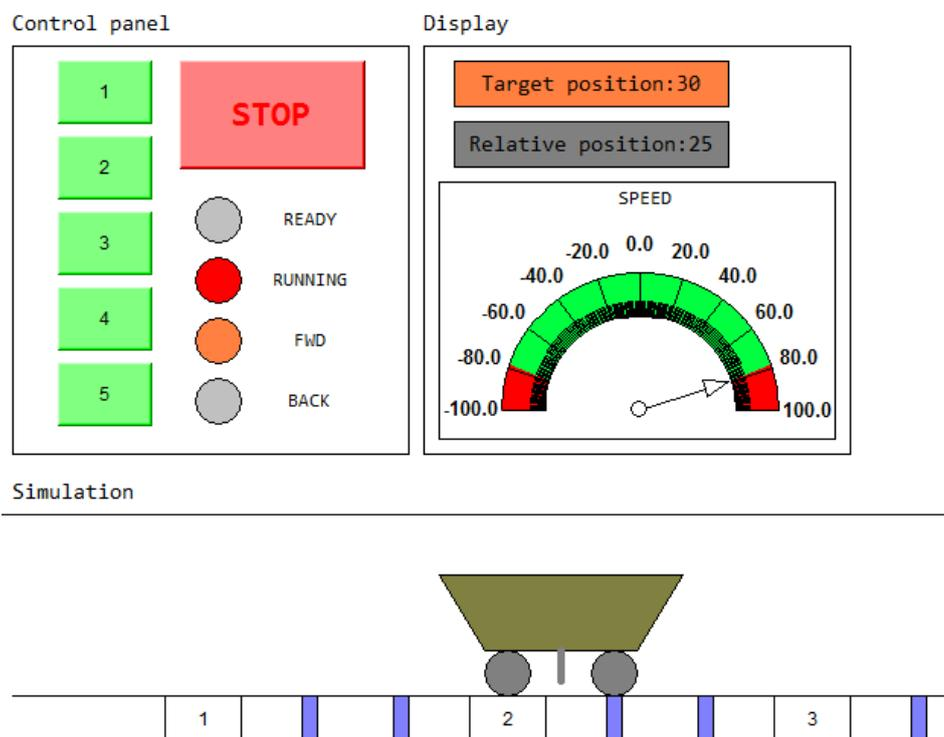 Control panel
1
2
3
4
5
STOP
READY
RUNNING
FWD
BACK
Display
Target position:30
Relative position:25
SPEED
-100.0
-80.0
-60.0
-40.0
-20.0
0.0
20.0
40.0
60.0
80.0
100.0
Simulation
1 2 3